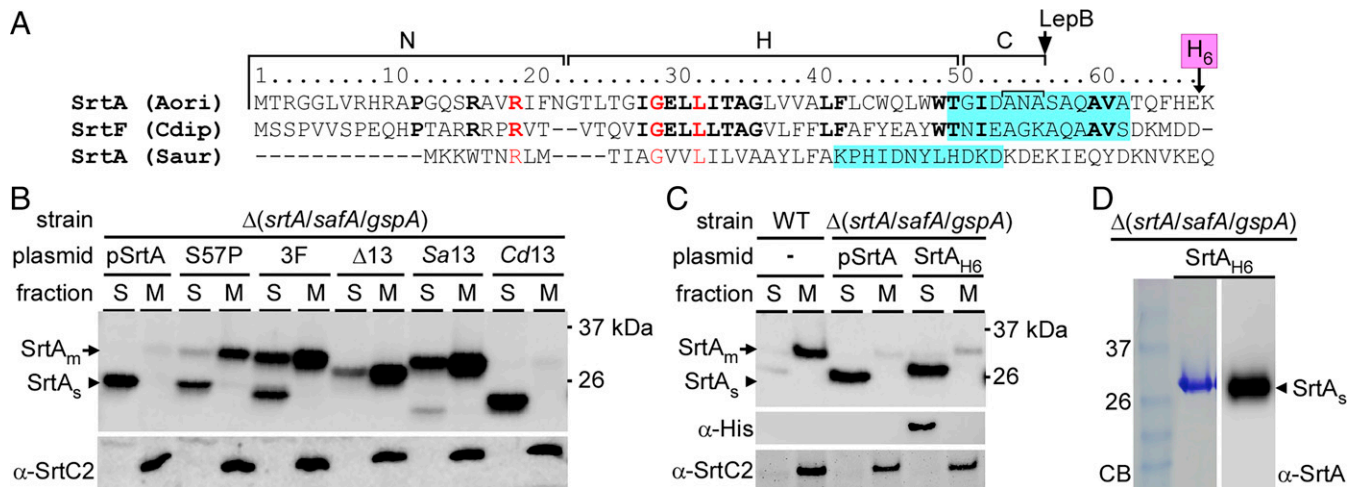 A
LepB
N H C H6
1........10........20........30........40........50........60.......
SrtA (Aori) MTRGGLVRHRAPGQSRAVRIFNGTLTGIGELLITAGLVVALFLCWQLWWTGIDANASAQAVATQFHEK
SrtF (Cdip) MSSPVVSPEQHPTARRRPRVT--VTQVIGELLMTAGVVSFLFAFYEAYWTNIEAGKAQAAVSDKMDD-
SrtA (Saur) ------------MKKWTNRLM----TIAGVVLILVAAYLFAKPHIDNYLHDKDKDEKIEQYDKNVKEQ
B
strain Δ(srtA/safA/gspA)
plasmid pSrtA S57P 3F Δ13 Sa13 Cd13
fraction S M S M S M S M S M S M
37 kDa
SrtAm
SrtAs
26
α-SrtC2
C
strain WT Δ(srtA/safA/gspA)
plasmid - pSrtA SrtAH6
fraction S M S M S M
37
SrtAm
SrtAs
26
α-His
α-SrtC2
D
Δ(srtA/safA/gspA)
SrtAH6
37
26
SrtAs
CB
α-SrtA